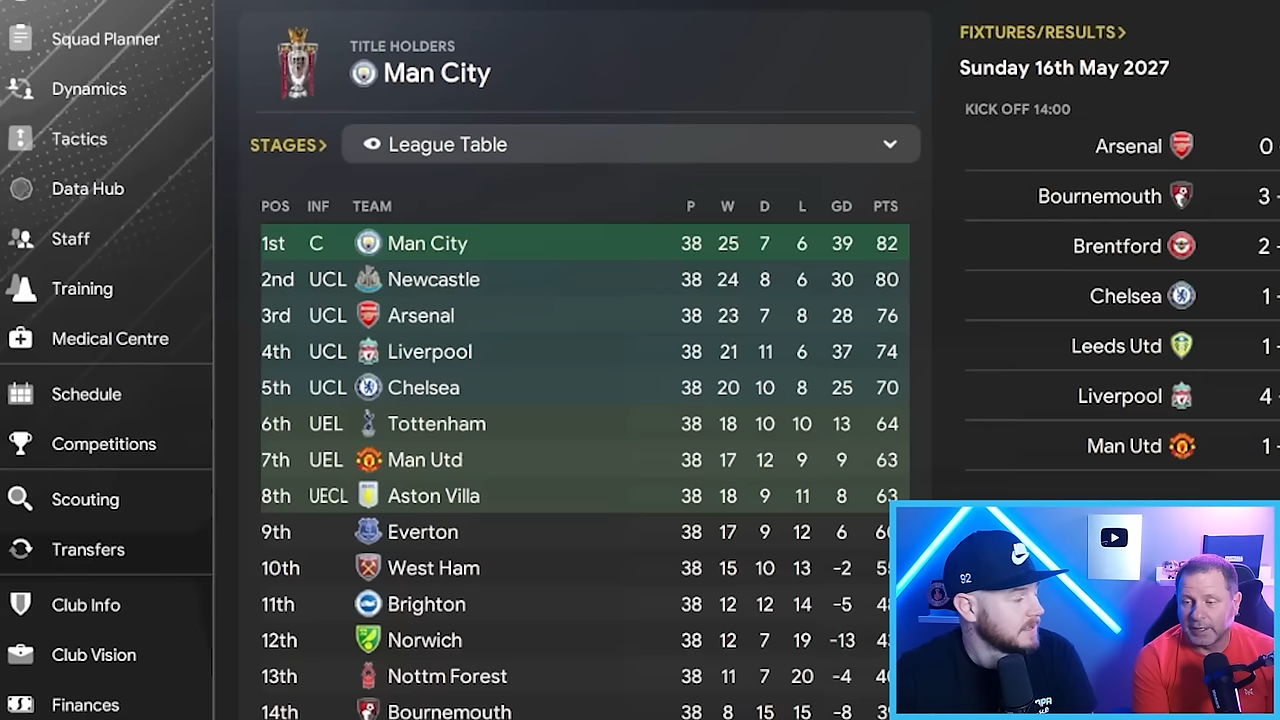 Squad Planner
Dynamics
Tactics
Data Hub
Staff
Training
Medical Centre
Schedule
Competitions
Scouting
Transfers
Club Info
Club Vision
Finances
TITLE HOLDERS
Man City
STAGES>
League Table
POS INF TEAM P W D L GD PTS
1st C Man City 38 25 7 6 39 82
2nd UCL Newcastle 38 24 8 6 30 80
3rd UCL Arsenal 38 23 7 8 28 76
4th UCL Liverpool 38 21 11 6 37 74
5th UCL Chelsea 38 20 10 8 25 70
6th UEL Tottenham 38 18 10 10 13 64
7th UEL Man Utd 38 17 12 9 9 63
8th UECL Aston Villa 38 18 9 11 8 63
9th Everton 38 17 9 12 6
10th West Ham 38 15 10 13 -2
11th Brighton 38 12 12 14 -5
12th Norwich 38 12 7 19 -13
13th Nottm Forest 38 11 7 20 -4
14th Bournemouth 38 8 15 15 -8
FIXTURES/RESULTS>
Sunday 16th May 2027
KICK OFF 14:00
Arsenal 0
Bournemouth 3 -
Brentford 2 -
Chelsea 1 -
Leeds Utd 1 -
Liverpool 4 -
Man Utd 1 -
92